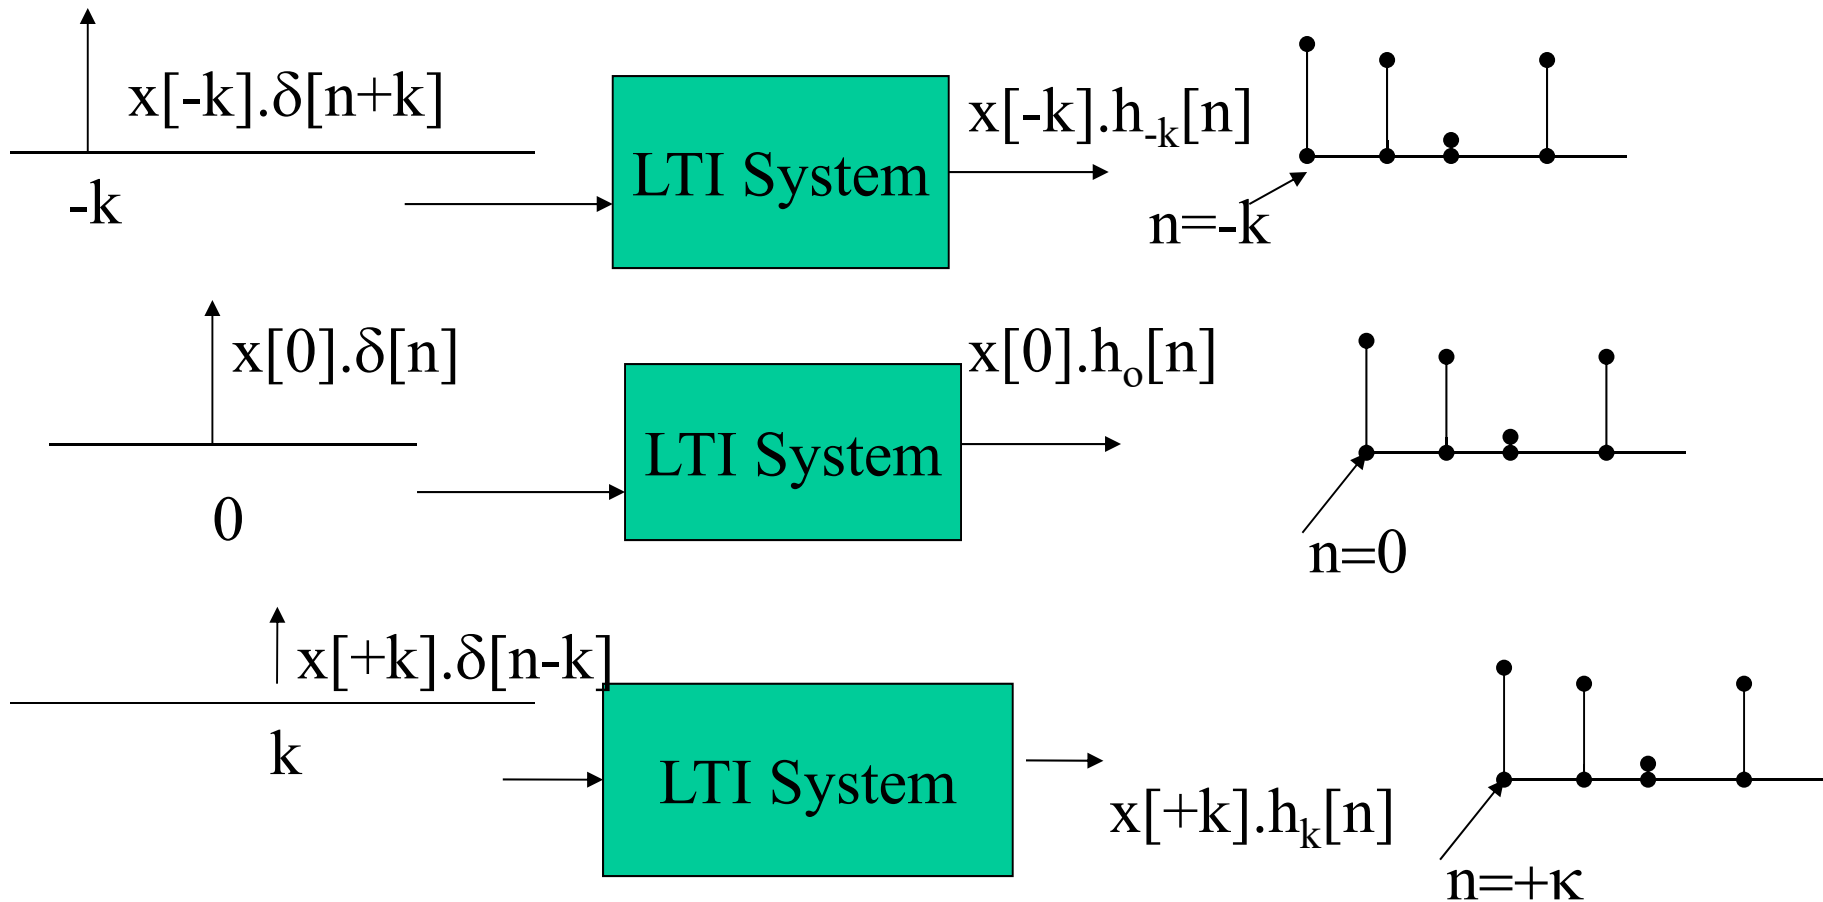 x[-k].δ[n+k]
-k
LTI System
x[-k].h-k[n]
n=-k
x[0].δ[n]
0
LTI System
x[0].ho[n]
n=0
x[+k].δ[n-k]
k
LTI System
x[+k].hk[n]
n=+κ